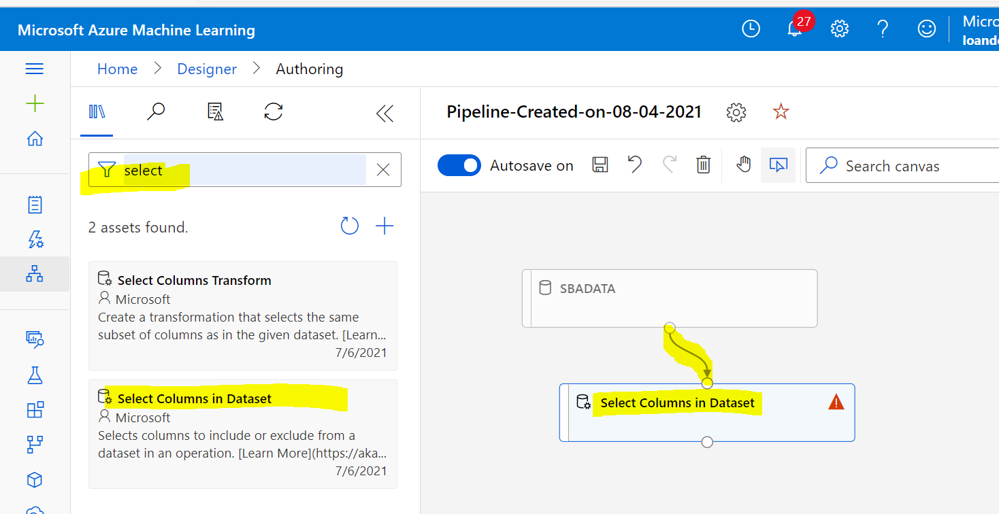 Microsoft Azure Machine Learning
27
Micro
loande
Home > Designer > Authoring
Pipeline-Created-on-08-04-2021
select
Autosave on
Search canvas
2 assets found.
Select Columns Transform
Microsoft
Create a transformation that selects the same
subset of columns as in the given dataset. [Learn...
7/6/2021
Select Columns in Dataset
Microsoft
Selects columns to include or exclude from a
dataset in an operation. [Learn More](https://aka...
7/6/2021
SBADATA
Select Columns in Dataset